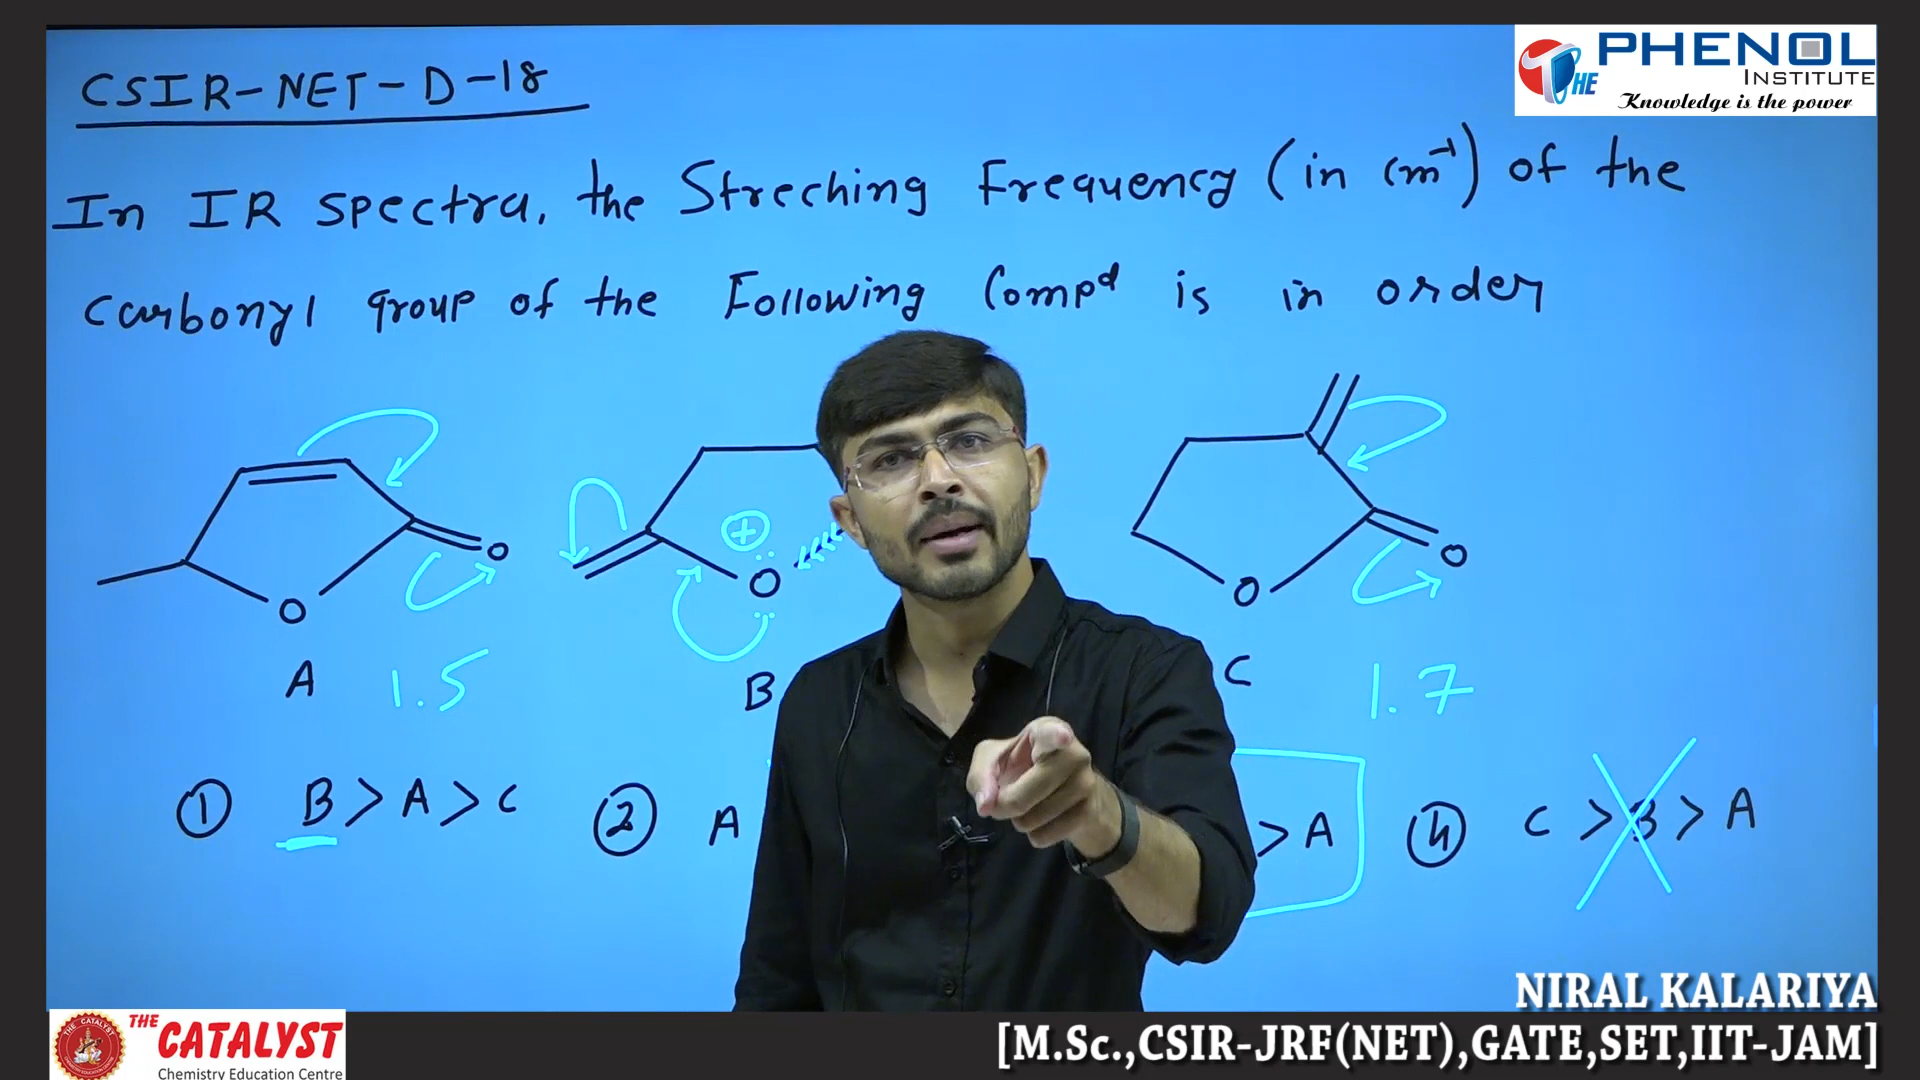 CSIR-NET-D-18
THE PHENOL
INSTITUTE
Knowledge is the power
In IR spectra, the Streching Frequency (in cm⁻¹) of the
carbonyl group of the Following Compd is in order
O
O
O
O
O
A
1.5
B
C
1.7
① B > A > C
② A
> A
④ C > B > A
NIRAL KALARIYA
[M.Sc.,CSIR-JRF(NET),GATE,SET,IIT-JAM]
THE CATALYST
Chemistry Education Centre